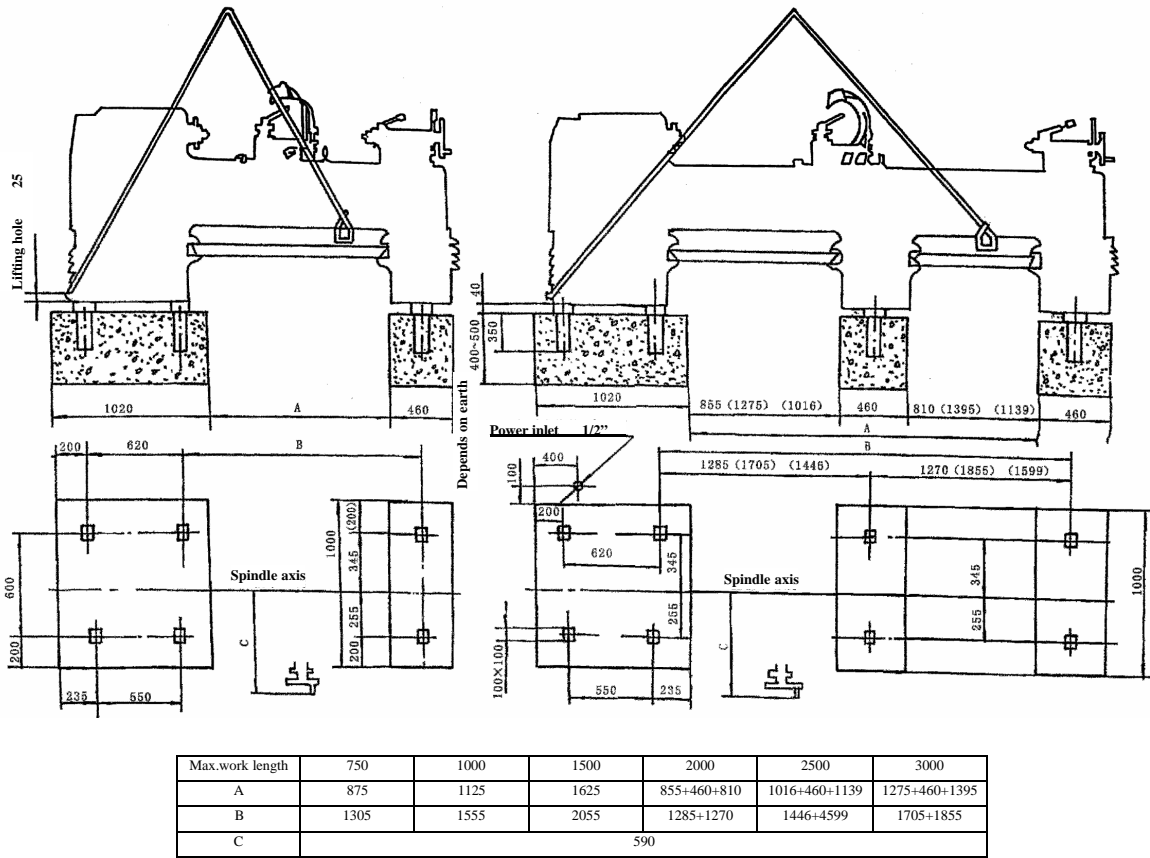 Lifting hole 25
1020
A
460
200
620
B
1000
(200)
345
255
200
600
200
Spindle axis
C
235
550
40
350
400~500
Depends on earth
1020
855 (1275) (1016)
460
810 (1395) (1139)
460
A
B
Power inlet 1/2”
1285 (1705) (1446)
1270 (1855) (1599)
400
100
200
620
345
255
Spindle axis
C
345
255
1000
100×100
550
235
Max.work length 750 1000 1500 2000 2500 3000
A 875 1125 1625 855+460+810 1016+460+1139 1275+460+1395
B 1305 1555 2055 1285+1270 1446+4599 1705+1855
C 590